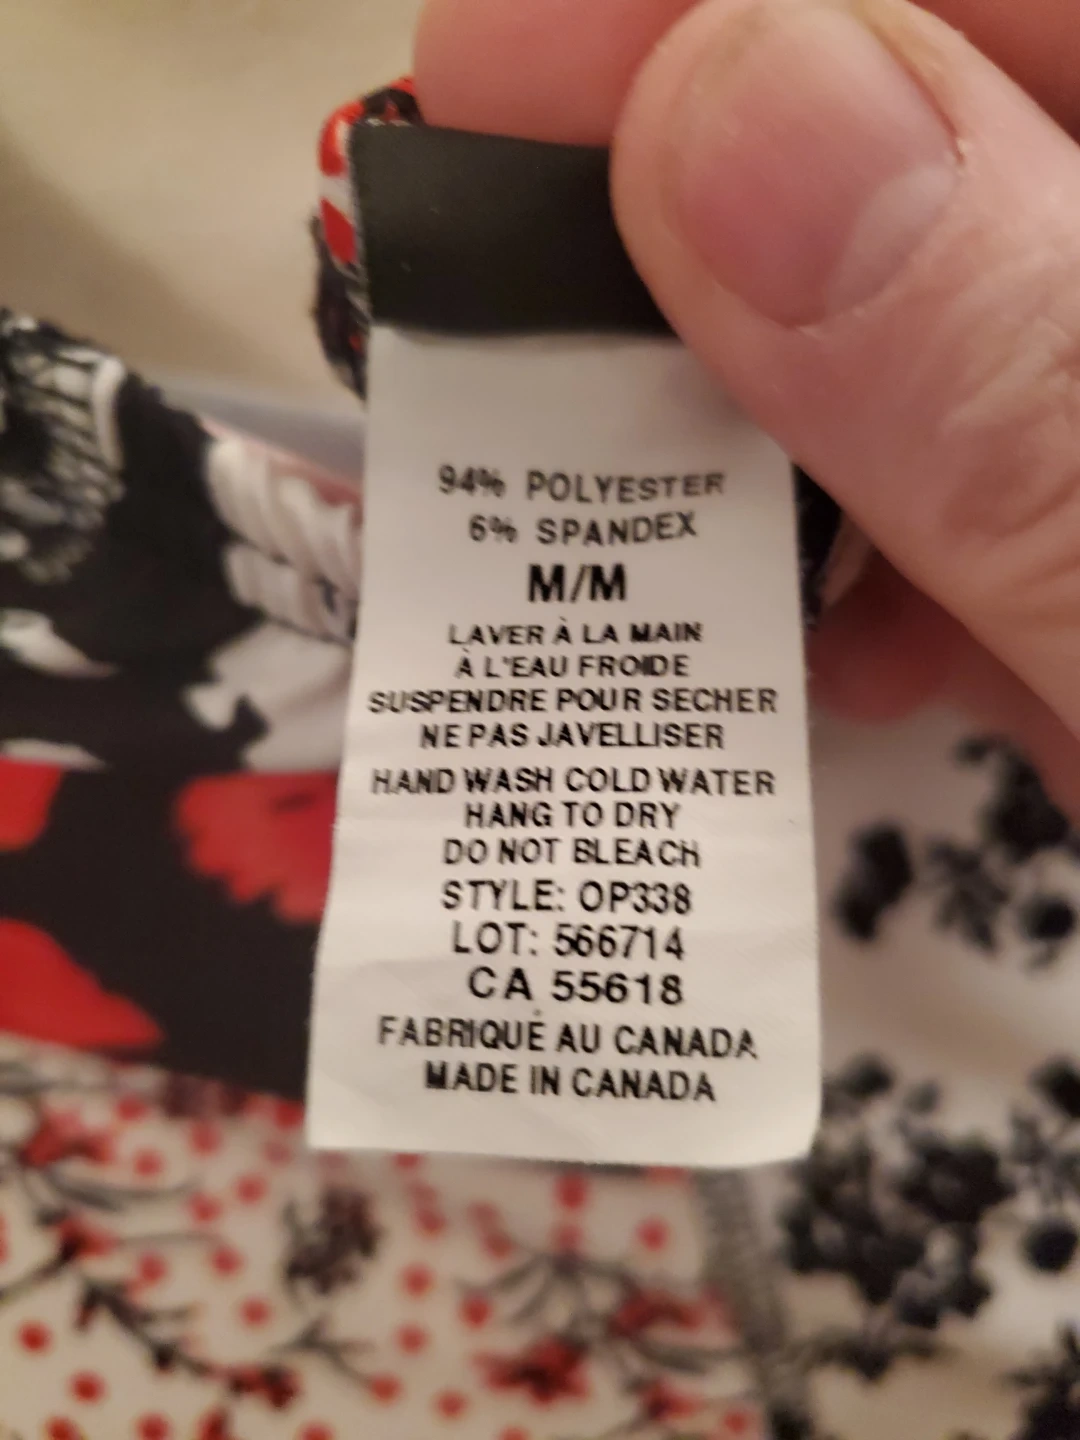 94% POLYESTER
6% SPANDEX
M/M
LAVER À LA MAIN
À L'EAU FROIDE
SUSPENDRE POUR SECHER
NE PAS JAVELLISER
HAND WASH COLD WATER
HANG TO DRY
DO NOT BLEACH
STYLE: OP338
LOT: 566714
CA 55618
FABRIQUÉ AU CANADA
MADE IN CANADA